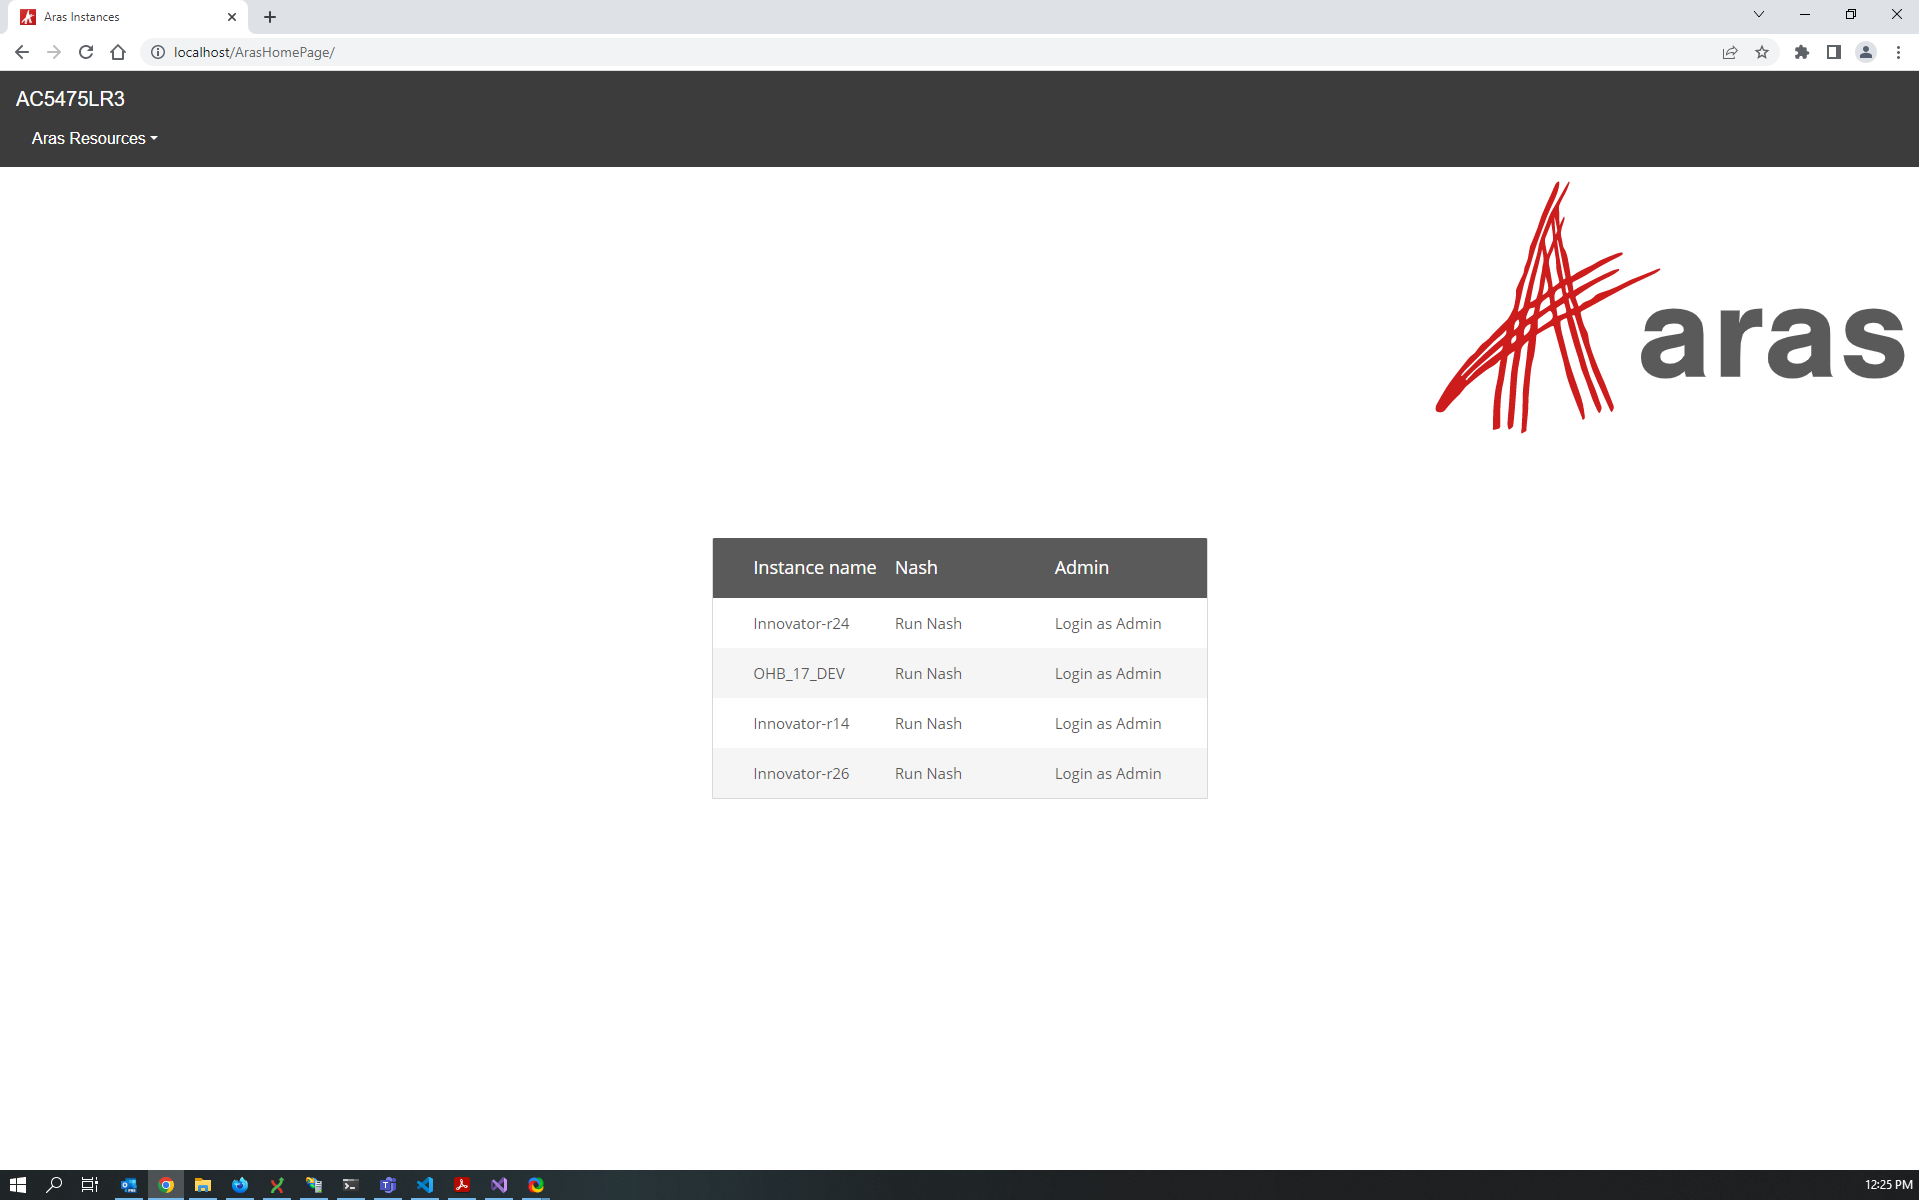 Aras Instances
localhost/ArasHomePage/
AC5475LR3
Aras Resources
aras
Instance name Nash Admin
Innovator-r24 Run Nash Login as Admin
OHB_17_DEV Run Nash Login as Admin
Innovator-r14 Run Nash Login as Admin
Innovator-r26 Run Nash Login as Admin
12:25 PM